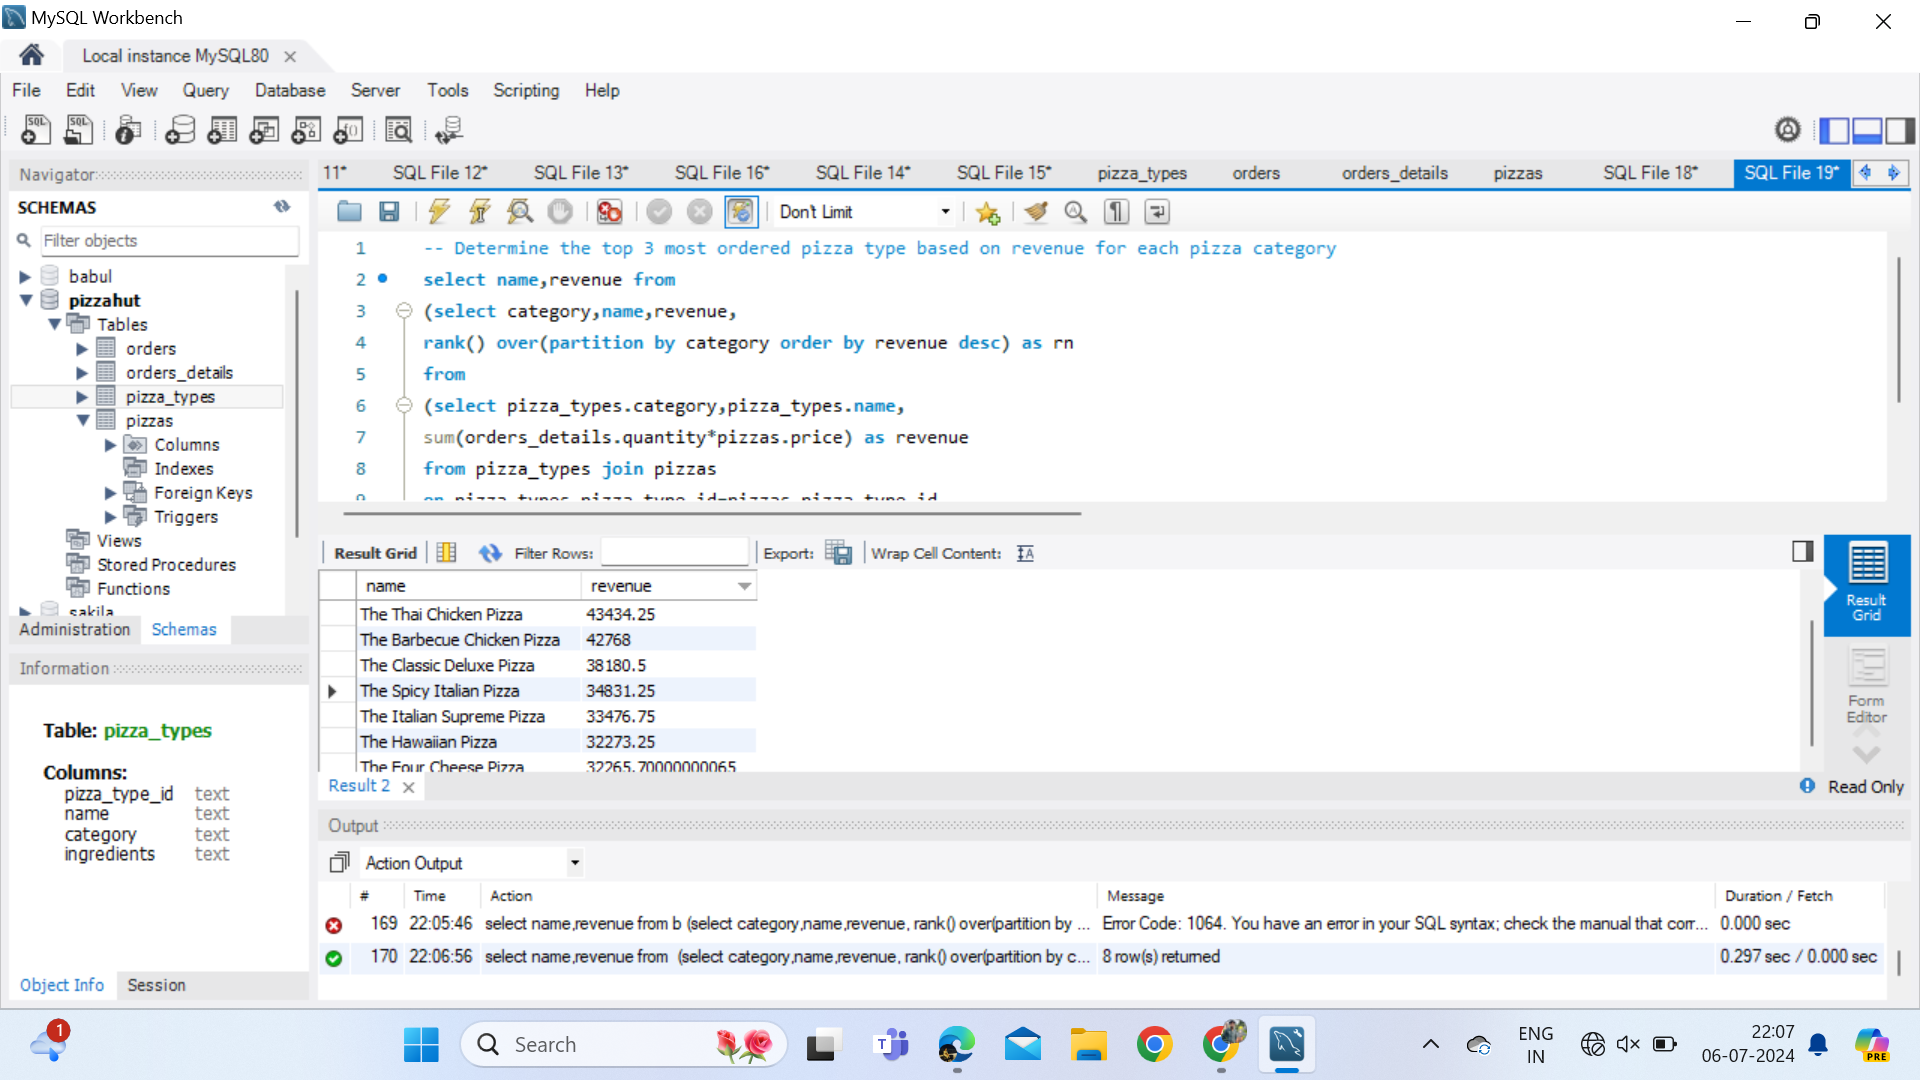 MySQL Workbench
Local instance MySQL80
File Edit View Query Database Server Tools Scripting Help
Navigator
SCHEMAS
Filter objects
babul
pizzahut
Tables
orders
orders_details
pizza_types
pizzas
Columns
Indexes
Foreign Keys
Triggers
Views
Stored Procedures
Functions
sakila
Administration Schemas
Information
Table: pizza_types
Columns:
pizza_type_id text
name text
category text
ingredients text
Object Info Session
11* SQL File 12* SQL File 13* SQL File 16* SQL File 14* SQL File 15* pizza_types orders orders_details pizzas SQL File 18* SQL File 19*
Don't Limit
1 -- Determine the top 3 most ordered pizza type based on revenue for each pizza category
2 select name,revenue from
3 (select category,name,revenue,
4 rank() over(partition by category order by revenue desc) as rn
5 from
6 (select pizza_types.category,pizza_types.name,
7 sum(orders_details.quantity*pizzas.price) as revenue
8 from pizza_types join pizzas
9 on pizza_types.pizza_type_id=pizzas.pizza_type_id
Result Grid Filter Rows: Export: Wrap Cell Content:
name revenue
The Thai Chicken Pizza 43434.25
The Barbecue Chicken Pizza 42768
The Classic Deluxe Pizza 38180.5
The Spicy Italian Pizza 34831.25
The Italian Supreme Pizza 33476.75
The Hawaiian Pizza 32273.25
The Four Cheese Pizza 32265.70000000065
Result Grid
Form Editor
Result 2
Read Only
Output
Action Output
# Time Action Message Duration / Fetch
169 22:05:46 select name,revenue from b (select category,name,revenue, rank() over(partition by ... Error Code: 1064. You have an error in your SQL syntax; check the manual that corr... 0.000 sec
170 22:06:56 select name,revenue from (select category,name,revenue, rank() over(partition by c... 8 row(s) returned 0.297 sec / 0.000 sec
1
Search
ENG
IN
22:07
06-07-2024
PRE